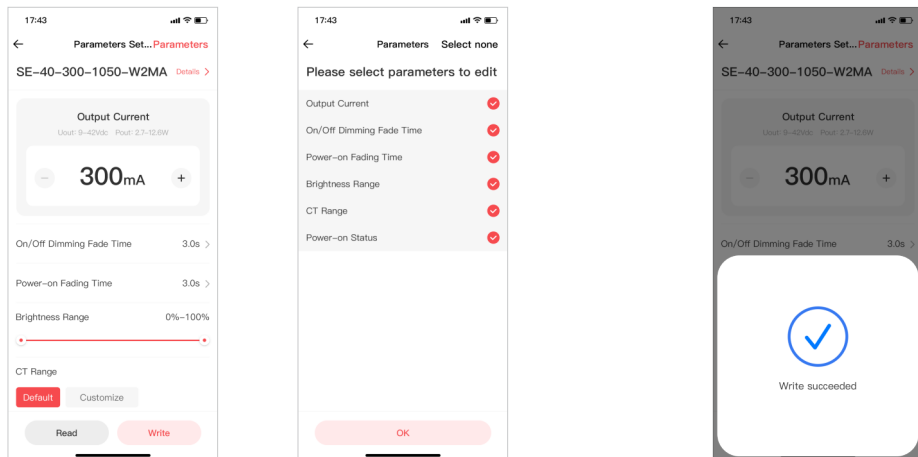 17:43
Parameters Set... Parameters
SE-40-300-1050-W2MA Details >
Output Current
Uout: 9-42Vdc Pout: 2.7-12.6W
− 300mA +
On/Off Dimming Fade Time 3.0s >
Power-on Fading Time 3.0s >
Brightness Range 0%-100%
CT Range
Default Customize
Read Write
17:43
Parameters Select none
Please select parameters to edit
Output Current
On/Off Dimming Fade Time
Power-on Fading Time
Brightness Range
CT Range
Power-on Status
OK
17:43
Parameters Set... Parameters
SE-40-300-1050-W2MA Details >
Output Current
Uout: 9-42Vdc Pout: 2.7-12.6W
− 300mA +
On/Off Dimming Fade Time 3.0s >
Write succeeded